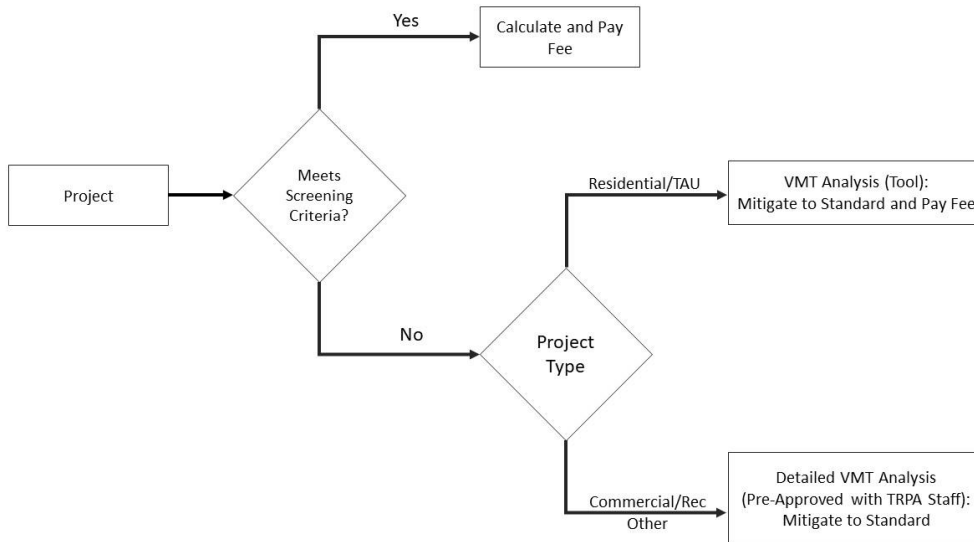 Yes
Calculate and Pay
Fee
Project
Meets
Screening
Criteria?
Residential/TAU
VMT Analysis (Tool):
Mitigate to Standard and Pay Fee
No
Project
Type
Commercial/Rec
Other
Detailed VMT Analysis
(Pre-Approved with TRPA Staff):
Mitigate to Standard